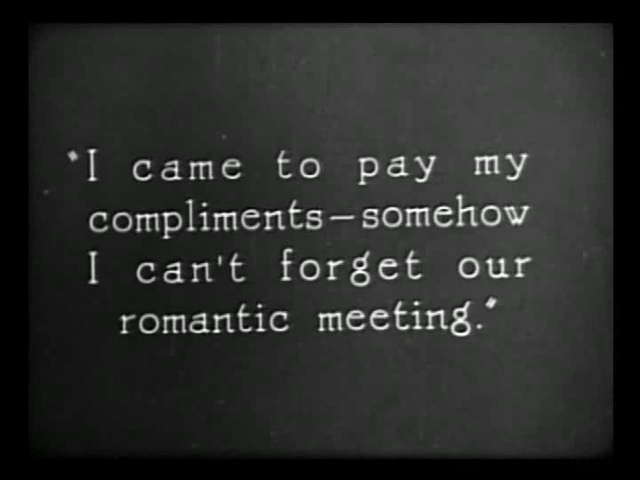 "I came to pay my
compliments—somehow
I can't forget our
romantic meeting."